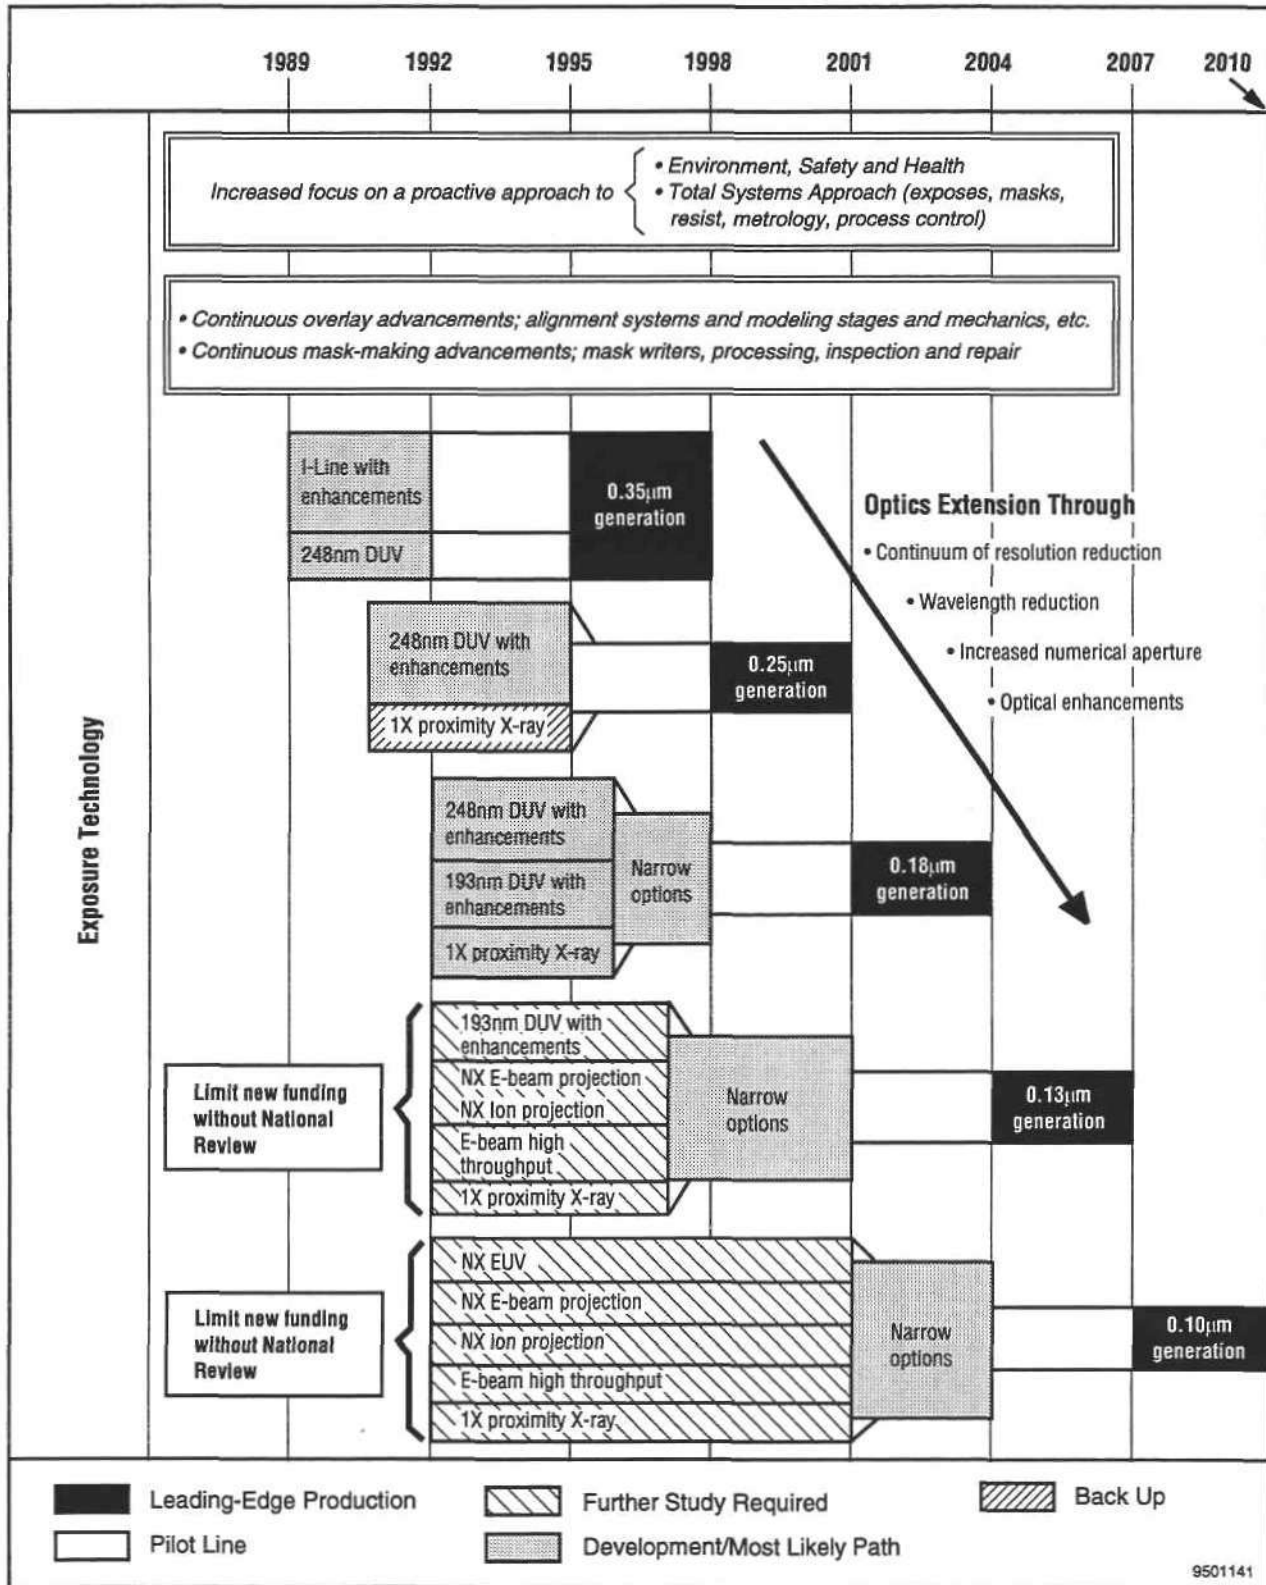 1989 1992 1995 1998 2001 2004 2007 2010
Increased focus on a proactive approach to
• Environment, Safety and Health
• Total Systems Approach (exposes, masks,
resist, metrology, process control)
• Continuous overlay advancements; alignment systems and modeling stages and mechanics, etc.
• Continuous mask-making advancements; mask writers, processing, inspection and repair
Exposure Technology
I-Line with
enhancements
248nm DUV
0.35µm
generation
Optics Extension Through
• Continuum of resolution reduction
• Wavelength reduction
• Increased numerical aperture
• Optical enhancements
248nm DUV with
enhancements
1X proximity X-ray
0.25µm
generation
248nm DUV with
enhancements
193nm DUV with
enhancements
1X proximity X-ray
Narrow
options
0.18µm
generation
Limit new funding
without National
Review
193nm DUV with
enhancements
NX E-beam projection
NX Ion projection
E-beam high
throughput
1X proximity X-ray
Narrow
options
0.13µm
generation
Limit new funding
without National
Review
NX EUV
NX E-beam projection
NX Ion projection
E-beam high throughput
1X proximity X-ray
Narrow
options
0.10µm
generation
Leading-Edge Production
Pilot Line
Further Study Required
Development/Most Likely Path
Back Up
9501141